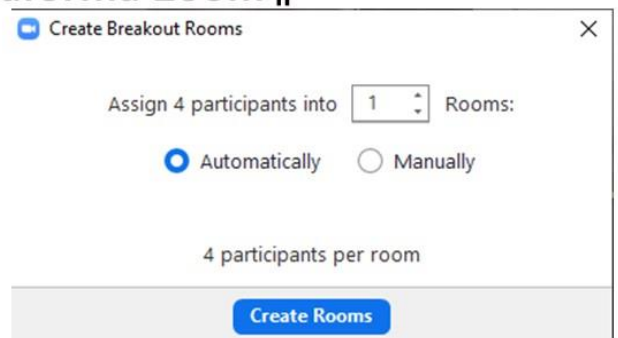 Create Breakout Rooms
Assign 4 participants into 1 Rooms:
Automatically Manually
4 participants per room
Create Rooms